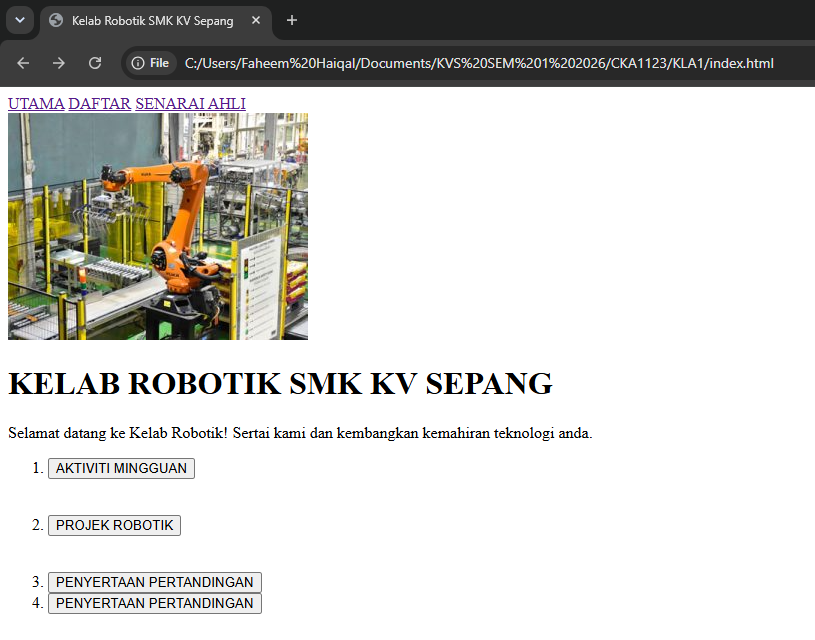 Kelab Robotik SMK KV Sepang
File C:/Users/Faheem%20Haiqal/Documents/KVS%20SEM%201%202026/CKA1123/KLA1/index.html
UTAMA DAFTAR SENARAI AHLI
KELAB ROBOTIK SMK KV SEPANG
Selamat datang ke Kelab Robotik! Sertai kami dan kembangkan kemahiran teknologi anda.
1. AKTIVITI MINGGUAN
2. PROJEK ROBOTIK
3. PENYERTAAN PERTANDINGAN
4. PENYERTAAN PERTANDINGAN